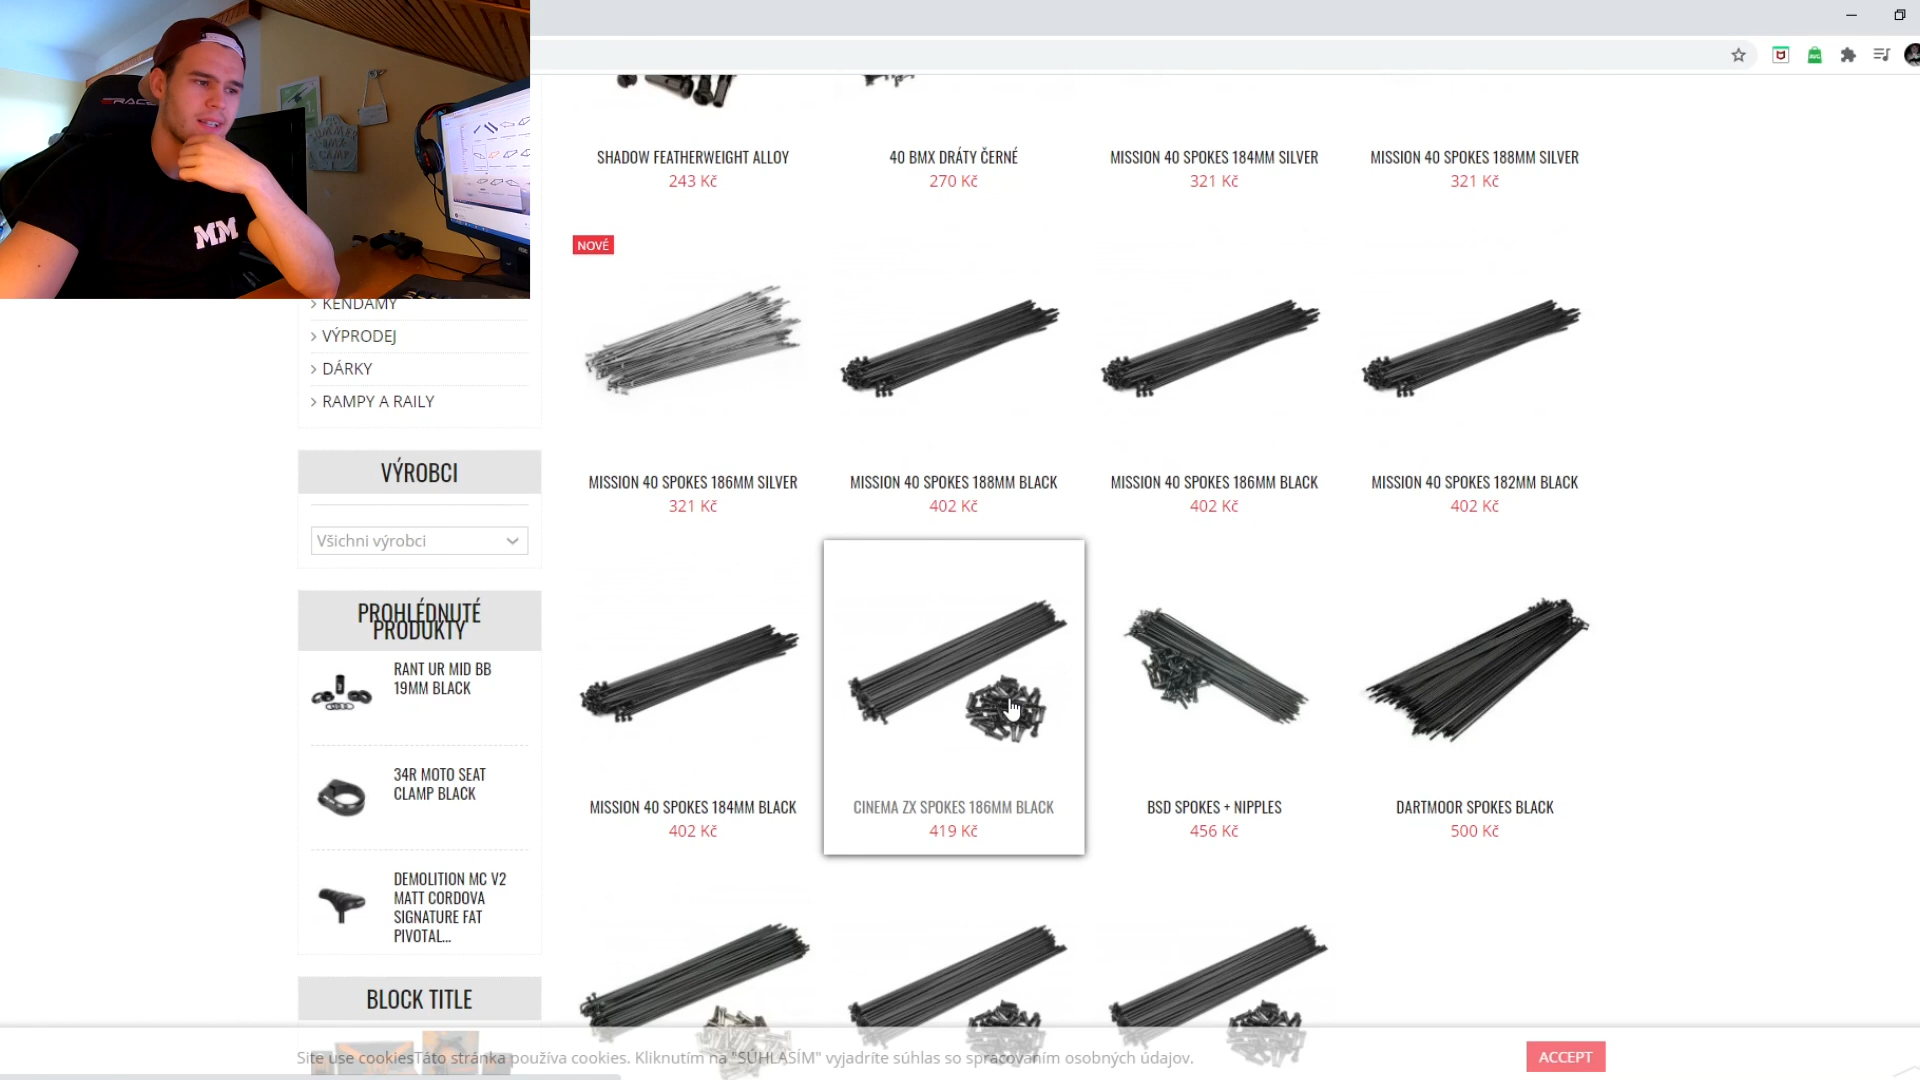 RACE
SUMMER
BMX
CAMP
MM
SHADOW FEATHERWEIGHT ALLOY
243 Kč
40 BMX DRÁTY ČERNÉ
270 Kč
MISSION 40 SPOKES 184MM SILVER
321 Kč
MISSION 40 SPOKES 188MM SILVER
321 Kč
NOVÉ
MISSION 40 SPOKES 186MM SILVER
321 Kč
MISSION 40 SPOKES 188MM BLACK
402 Kč
MISSION 40 SPOKES 186MM BLACK
402 Kč
MISSION 40 SPOKES 182MM BLACK
402 Kč
MISSION 40 SPOKES 184MM BLACK
402 Kč
CINEMA ZX SPOKES 186MM BLACK
419 Kč
BSD SPOKES + NIPPLES
456 Kč
DARTMOOR SPOKES BLACK
500 Kč
KENDAMY
VÝPRODEJ
DÁRKY
RAMPY A RAILY
VÝROBCI
Všichni výrobci
PROHLÉDNUTÉ
PRODUKTY
RANT UR MID BB
19MM BLACK
34R MOTO SEAT
CLAMP BLACK
DEMOLITION MC V2
MATT CORDOVA
SIGNATURE FAT
PIVOTAL...
BLOCK TITLE
Site use cookiesTáto stránka používa cookies. Kliknutím na "SÚHLASÍM" vyjadríte súhlas so spracovaním osobných údajov.
ACCEPT